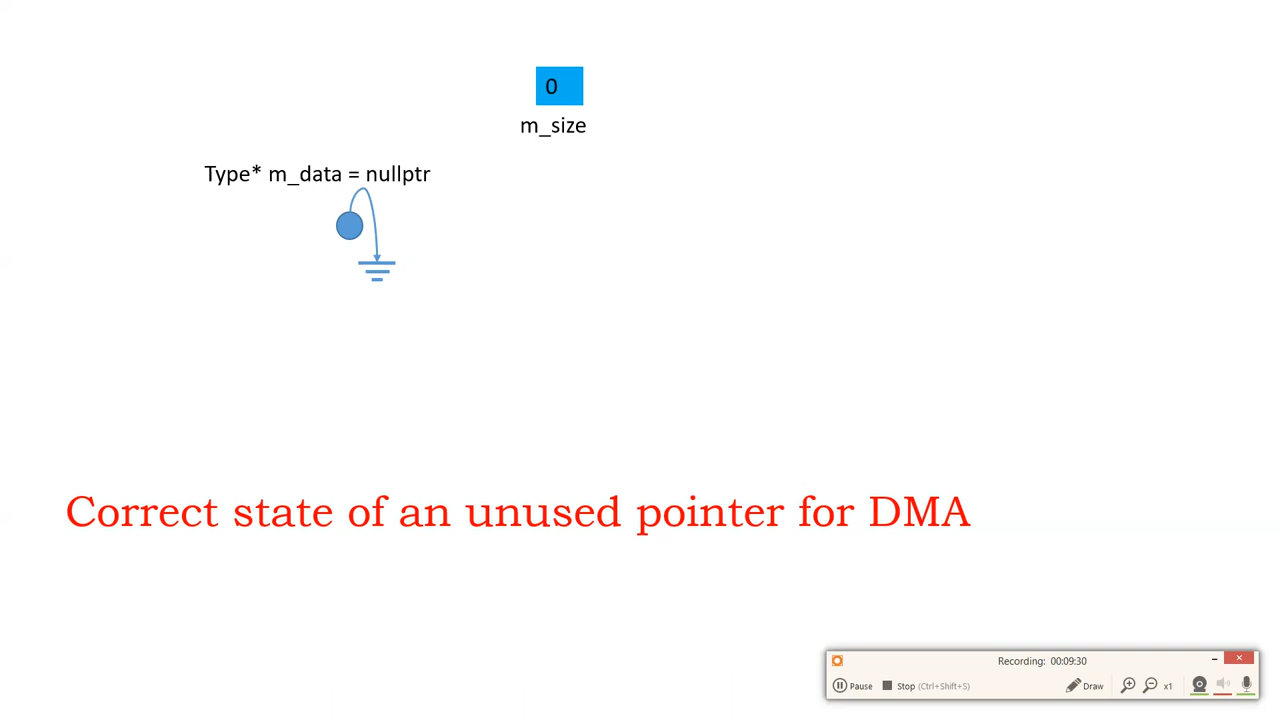 0
m_size
Type* m_data = nullptr
Correct state of an unused pointer for DMA
Recording: 00:09:30
Pause Stop (Ctrl+Shift+S) Draw x1